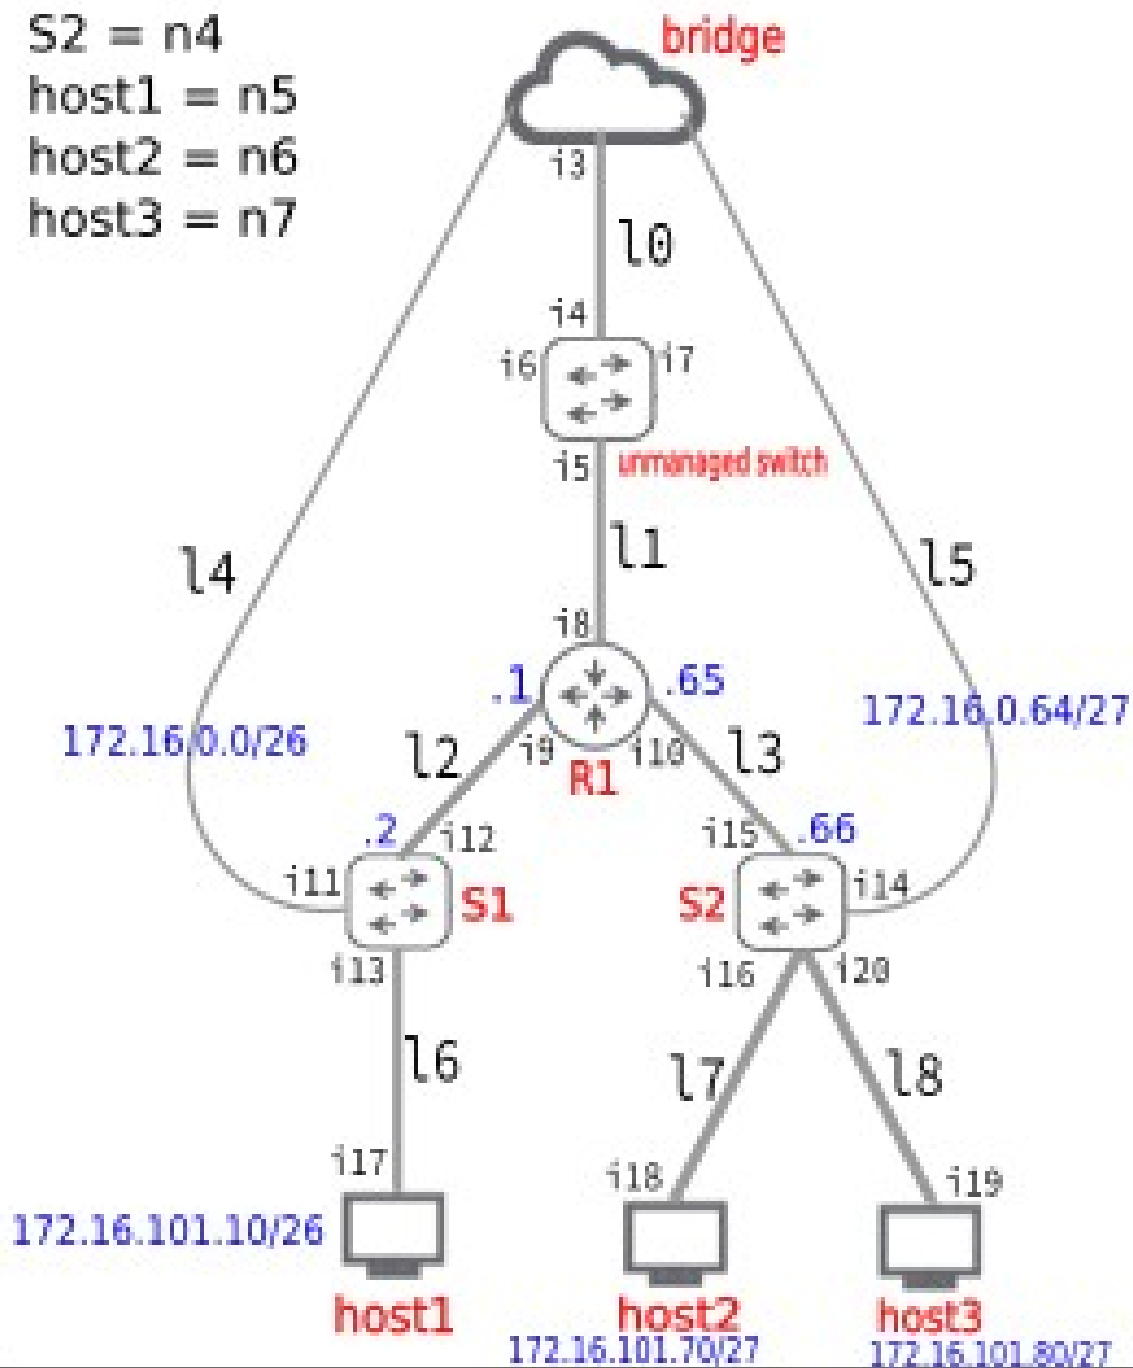 S2 = n4
host1 = n5
host2 = n6
host3 = n7
bridge
i3
l0
i4
i6
i7
i5
unmanaged switch
l1
l4
l5
i8
.1
.65
172.16.0.0/26
172.16.0.64/27
l2
i9
i10
l3
R1
.2
i12
i15
.66
i11
S1
S2
i14
i13
i16
i20
l6
l7
l8
i17
i18
i19
172.16.101.10/26
host1
host2
host3
172.16.101.70/27
172.16.101.80/27